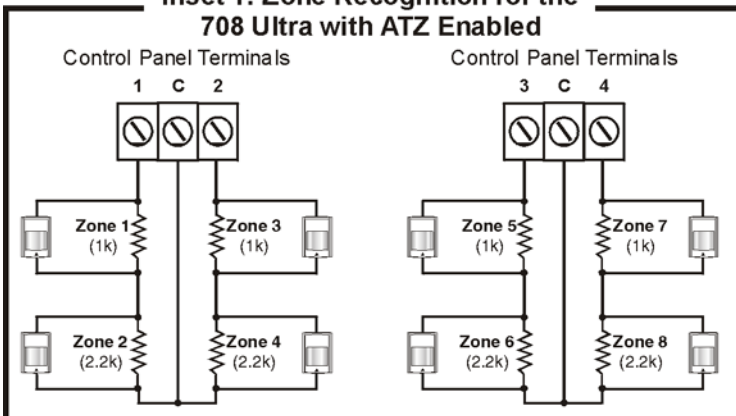 Inset 1: Zone Recognition for the
708 Ultra with ATZ Enabled
Control Panel Terminals
1 C 2
Zone 1
(1k)
Zone 3
(1k)
Zone 2
(2.2k)
Zone 4
(2.2k)
Control Panel Terminals
3 C 4
Zone 5
(1k)
Zone 7
(1k)
Zone 6
(2.2k)
Zone 8
(2.2k)